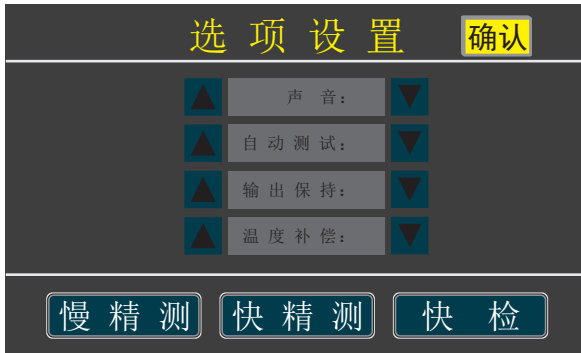 选项设置 确认
声音：
自动测试：
输出保持：
温度补偿：
慢精测 快精测 快检